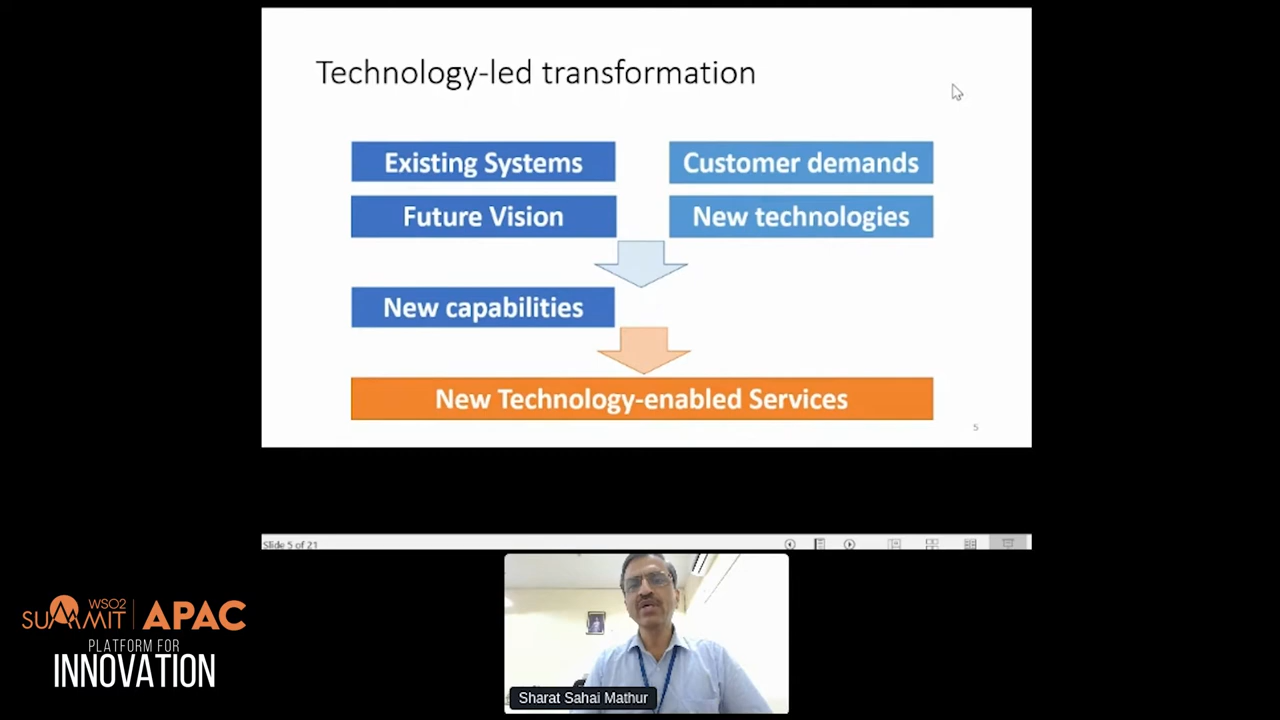 Technology-led transformation
Existing Systems
Customer demands
Future Vision
New technologies
New capabilities
New Technology-enabled Services
5
Slide 5 of 21
WSO2
SUMMIT APAC
PLATFORM FOR
INNOVATION
Sharat Sahai Mathur